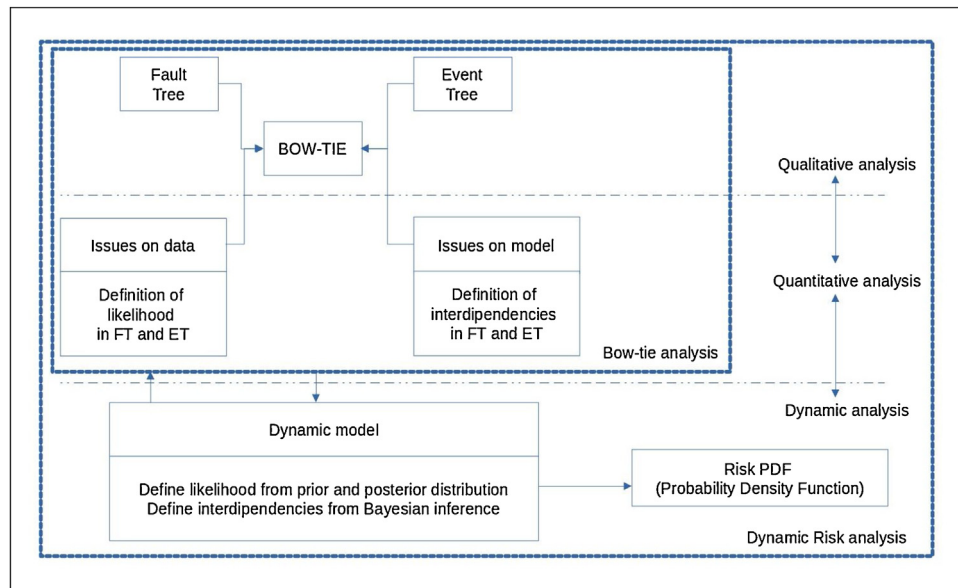 Fault
Tree
Event
Tree
BOW-TIE
Qualitative analysis
Issues on data
Issues on model
Quantitative analysis
Definition of
likelihood
in FT and ET
Definition of
interdipendencies
in FT and ET
Bow-tie analysis
Dynamic analysis
Dynamic model
Define likelihood from prior and posterior distribution
Define interdipendencies from Bayesian inference
Risk PDF
(Probability Density Function)
Dynamic Risk analysis